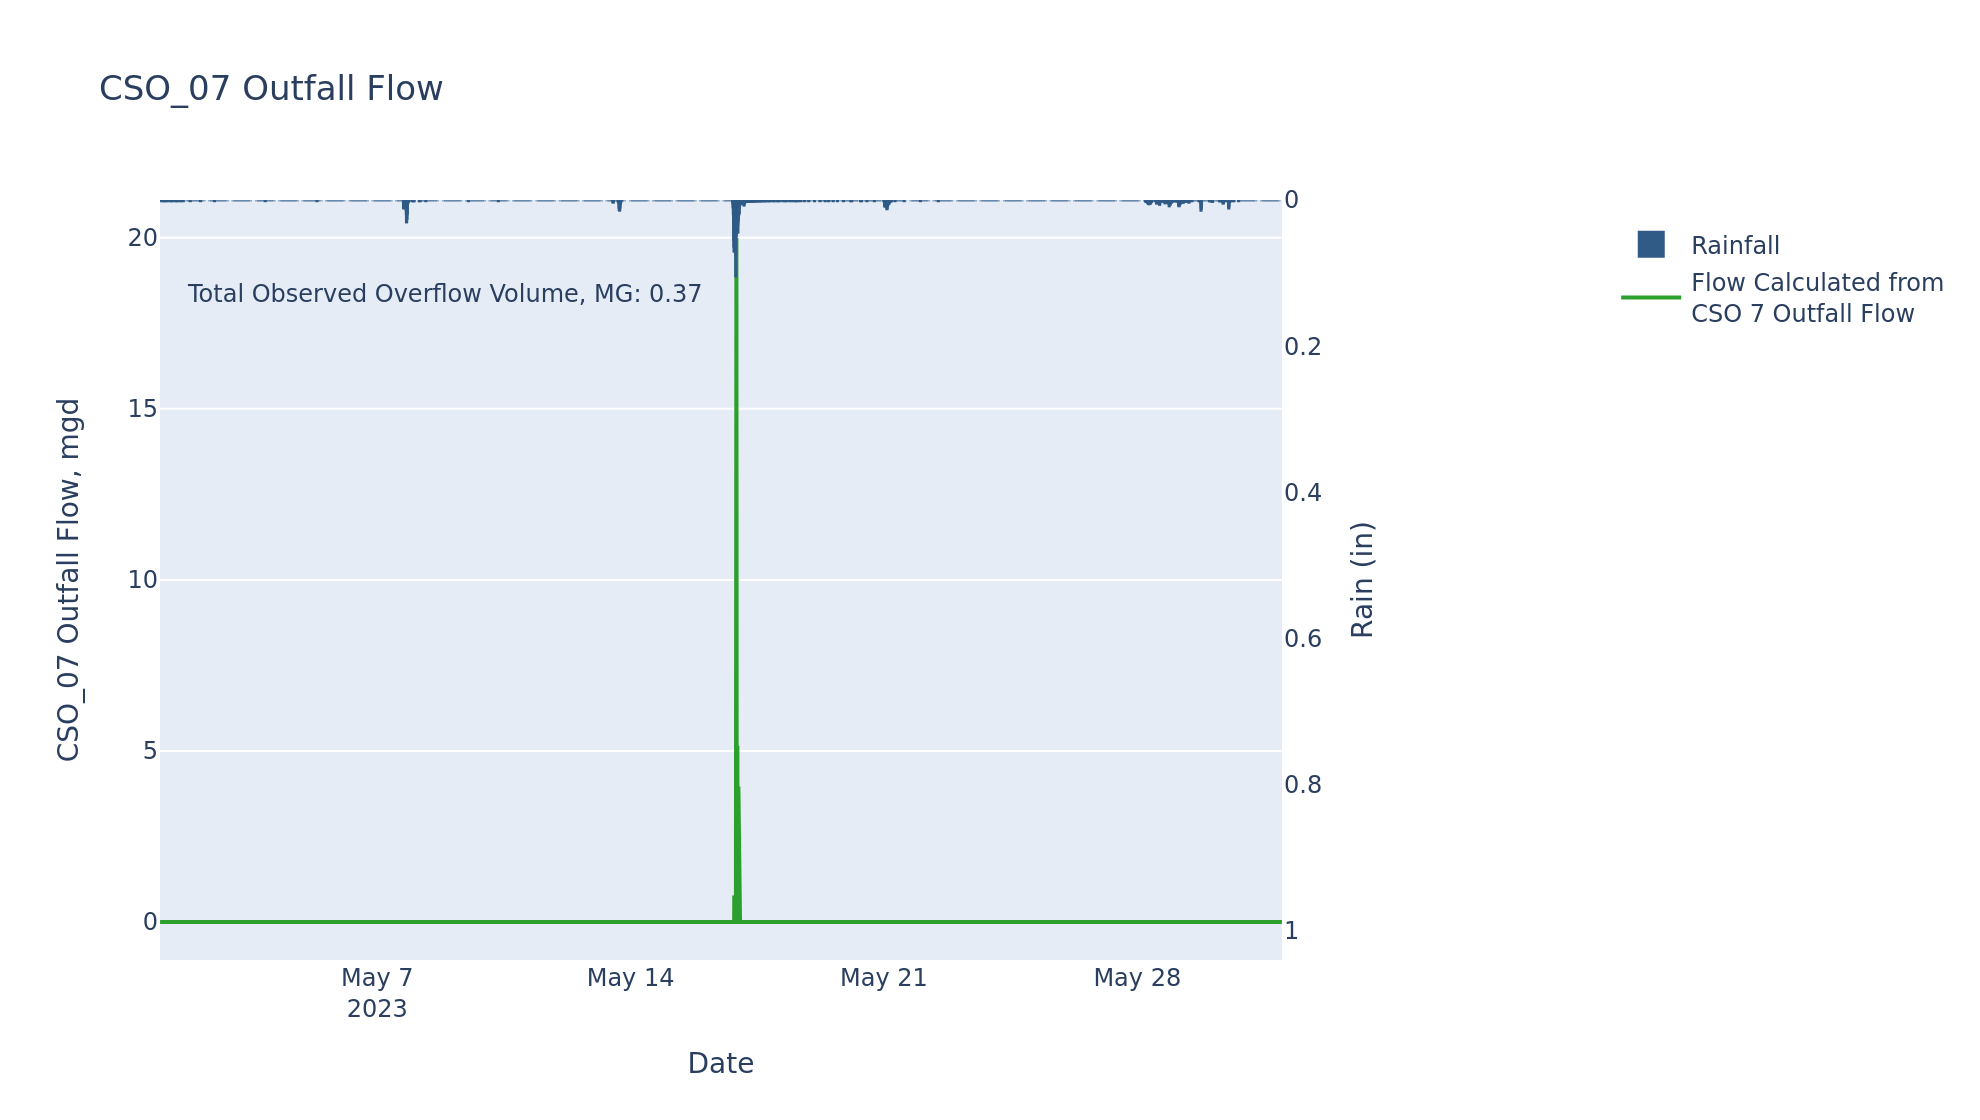 CSO_07 Outfall Flow
0
20
Rainfall
Total Observed Overflow Volume, MG: 0.37
Flow Calculated from
CSO 7 Outfall Flow
0.2
15
CSO_07 Outfall Flow, mgd
0.4
10
Rain (in)
0.6
5
0.8
0
1
May 7
2023
May 14
May 21
May 28
Date